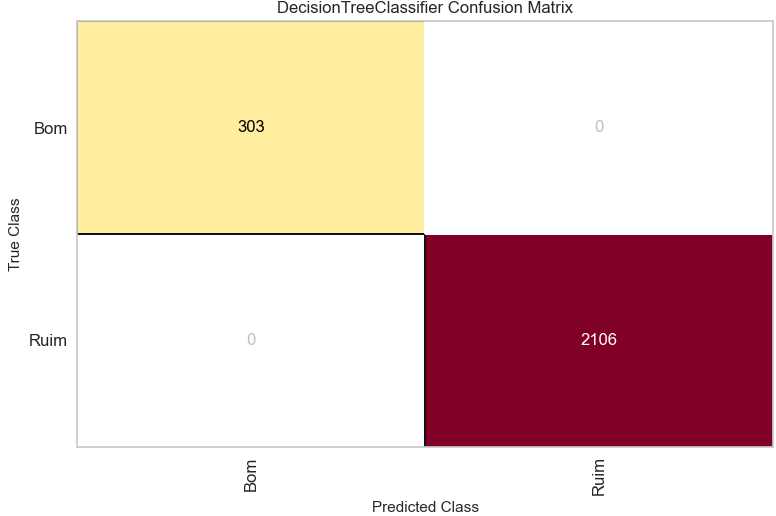 DecisionTreeClassifier Confusion Matrix
True Class
Bom
303
0
Ruim
0
2106
Bom
Ruim
Predicted Class